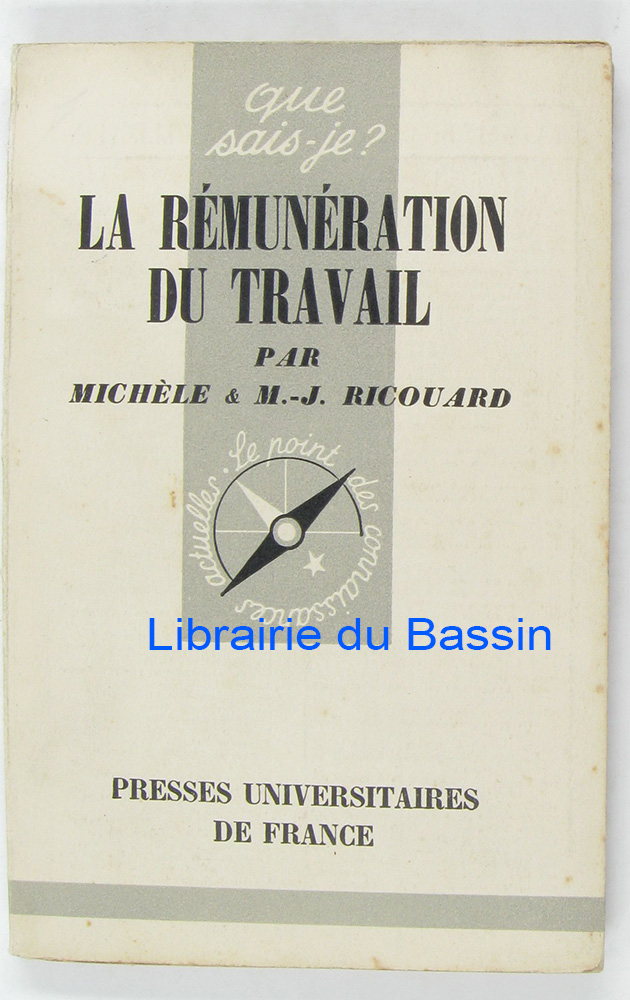 que
sais-je?
LA RÉMUNÉRATION
DU TRAVAIL
PAR
MICHÈLE & M.-J. RICOUARD
Le point des connaissances actuelles.
Librairie du Bassin
PRESSES UNIVERSITAIRES
DE FRANCE